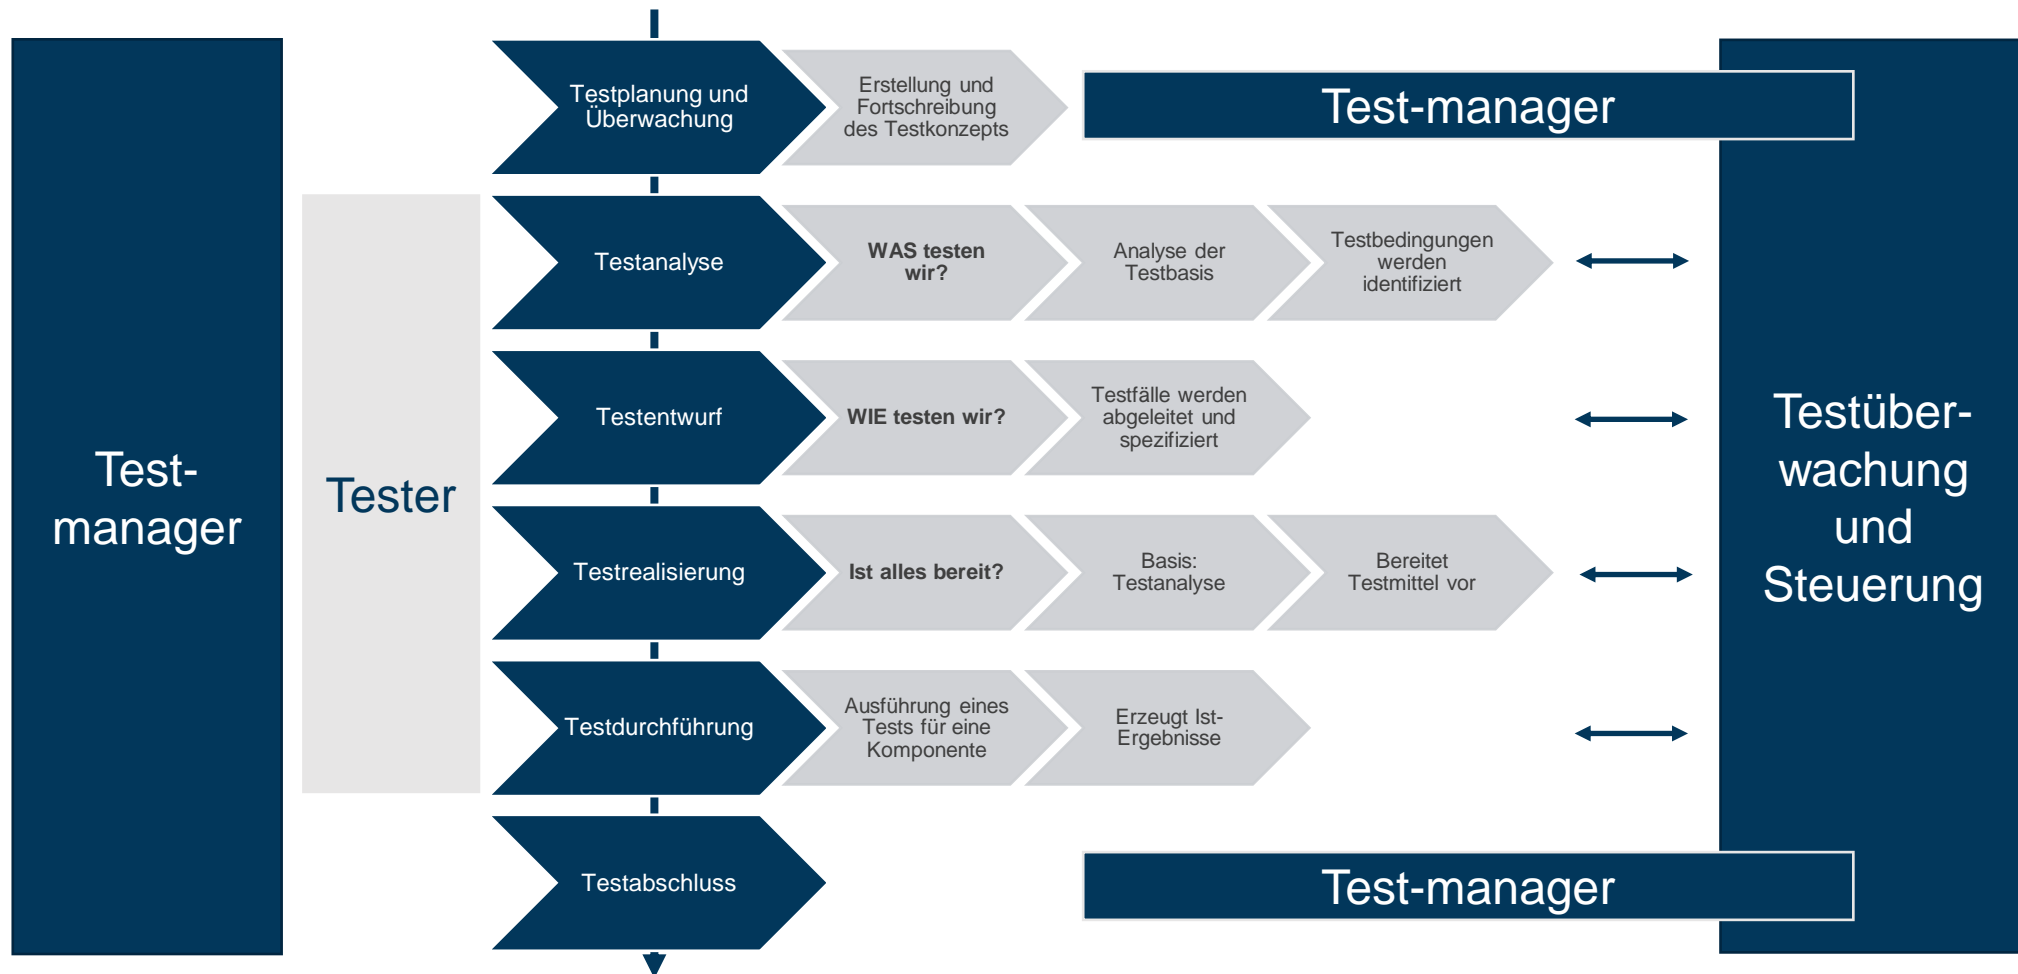 Test-
manager
Tester
Testplanung und
Überwachung
Erstellung und
Fortschreibung
des Testkonzepts
Test-manager
Testanalyse
WAS testen
wir?
Analyse der
Testbasis
Testbedingungen
werden
identifiziert
Testentwurf
WIE testen wir?
Testfälle werden
abgeleitet und
spezifiziert
Testrealisierung
Ist alles bereit?
Basis:
Testanalyse
Bereitet
Testmittel vor
Testdurchführung
Ausführung eines
Tests für eine
Komponente
Erzeugt Ist-
Ergebnisse
Testabschluss
Test-manager
Testüber-
wachung
und
Steuerung